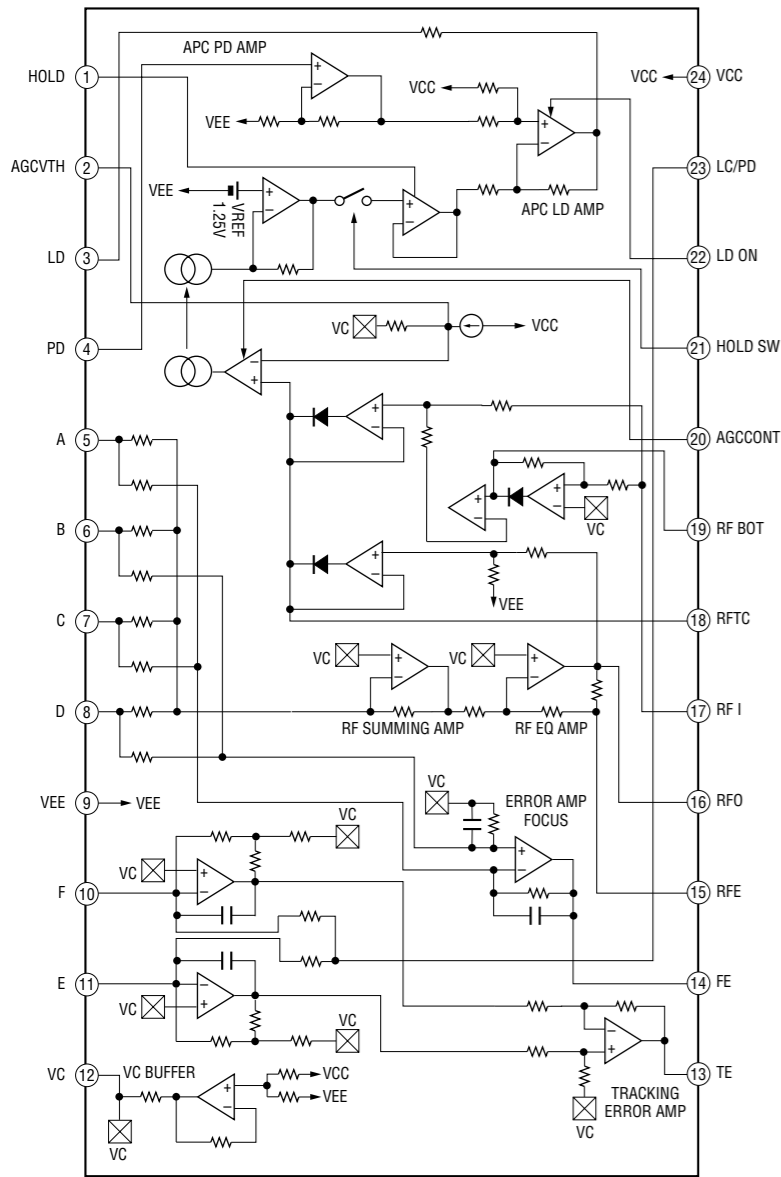 APC PD AMP
HOLD 1
VCC
VCC
24 VCC
VEE
AGCVTH 2
23 LC/PD
VEE
VREF
1.25V
APC LD AMP
LD 3
22 LD ON
VC
VCC
PD 4
21 HOLD SW
A 5
20 AGCCONT
VC
B 6
19 RF BOT
VEE
C 7
18 RFTC
VC
VC
D 8
RF SUMMING AMP
RF EQ AMP
17 RF I
VEE 9
VEE
VC
VC
ERROR AMP
FOCUS
16 RFO
VC
F 10
15 RFE
E 11
VC
VC
14 FE
VC 12
VC BUFFER
VCC
VEE
13 TE
VC
VC
TRACKING
ERROR AMP
+
−
+
−
+
−
+
−
−
+
+
−
+
−
+
−
+
−
+
−
+
−
+
−
+
−
−
+
−
+
+
−